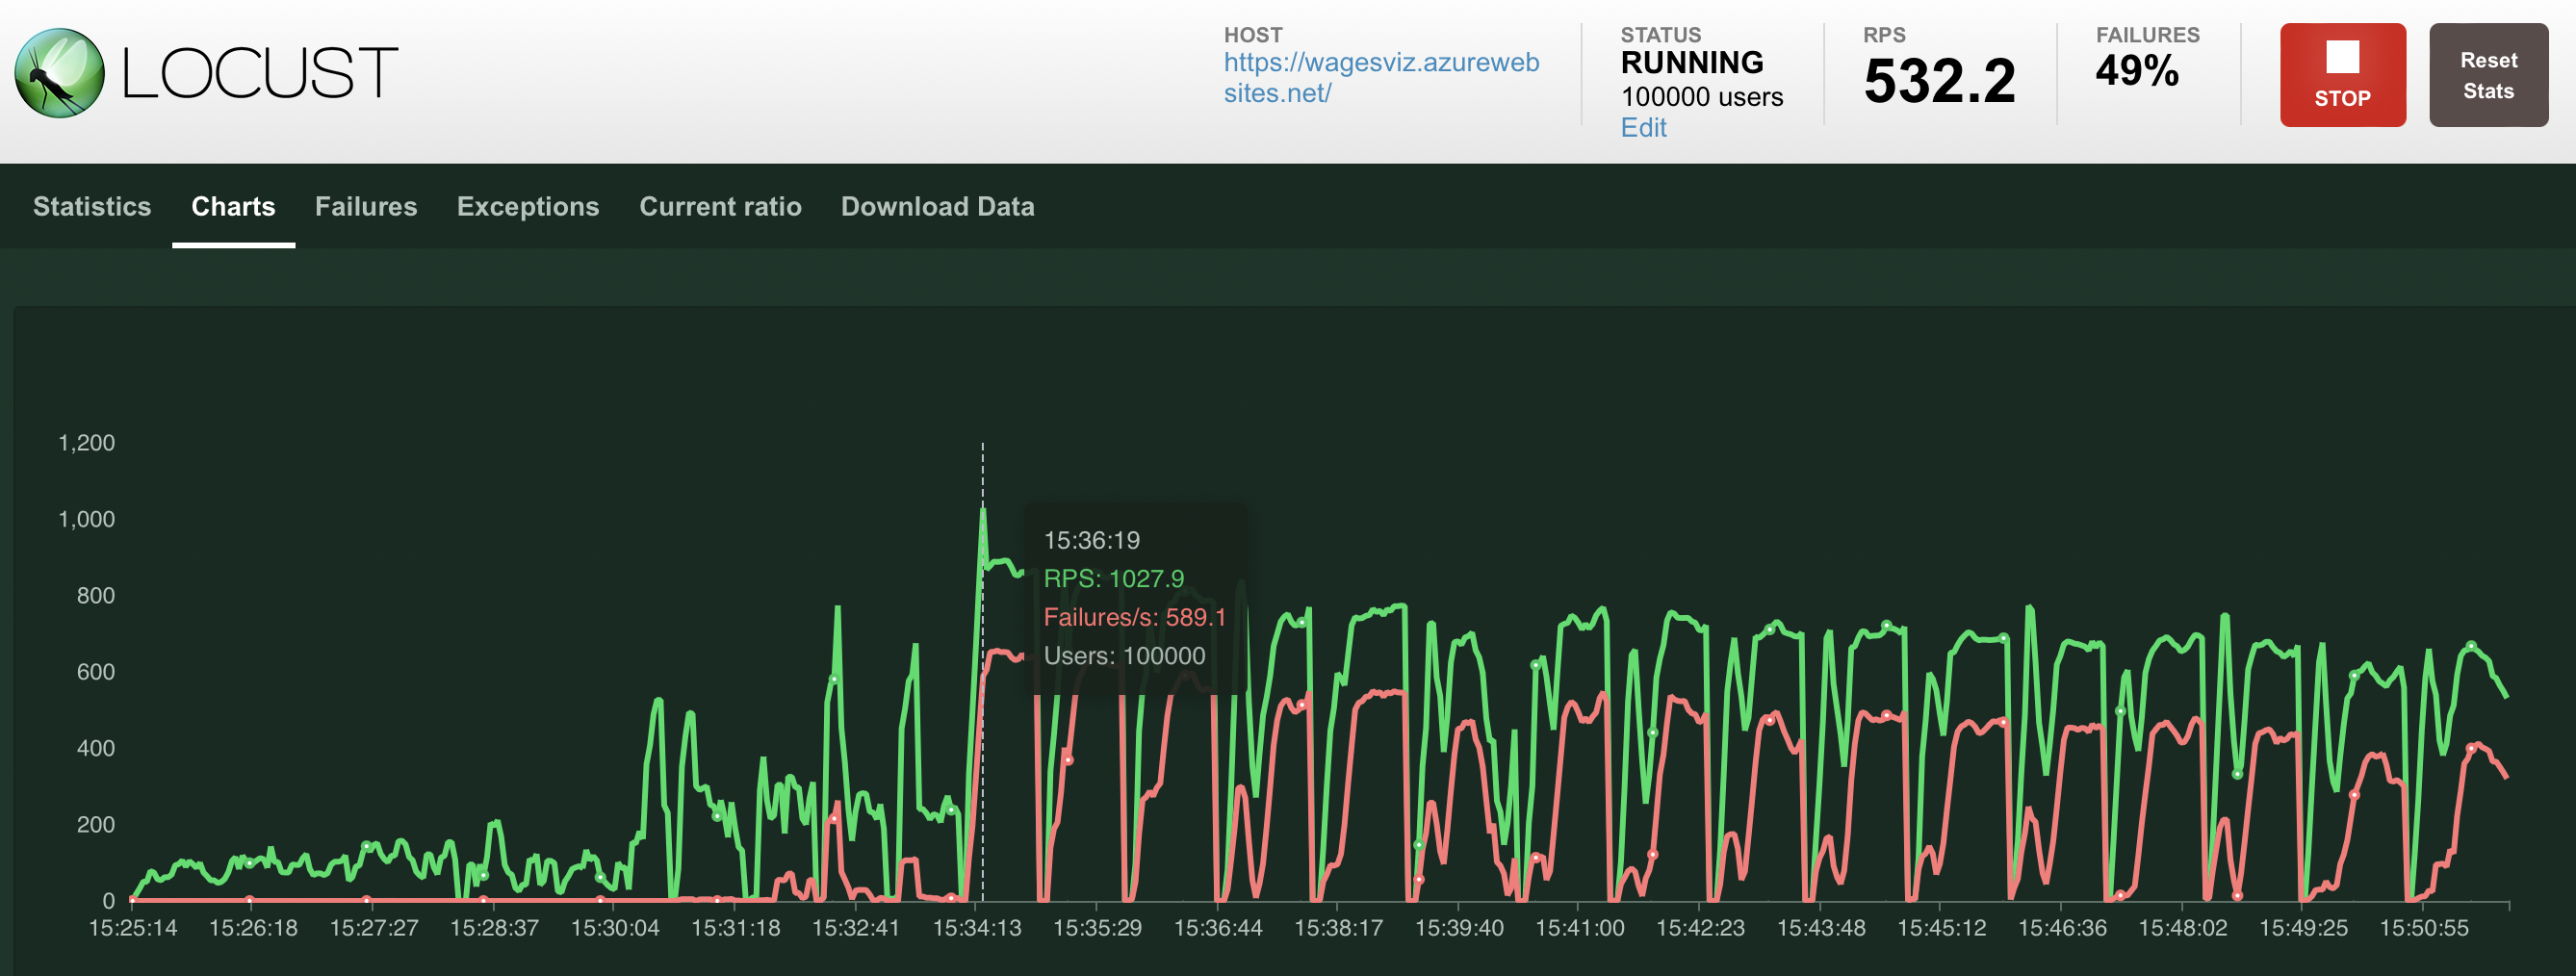 LOCUST
HOST
https://wagesviz.azureweb
sites.net/
STATUS
RUNNING
100000 users
Edit
RPS
532.2
FAILURES
49%
STOP
Reset
Stats
Statistics Charts Failures Exceptions Current ratio Download Data
1,200
1,000
800
600
400
200
0
15:36:19
RPS: 1027.9
Failures/s: 589.1
Users: 100000
15:25:14 15:26:18 15:27:27 15:28:37 15:30:04 15:31:18 15:32:41 15:34:13 15:35:29 15:36:44 15:38:17 15:39:40 15:41:00 15:42:23 15:43:48 15:45:12 15:46:36 15:48:02 15:49:25 15:50:55